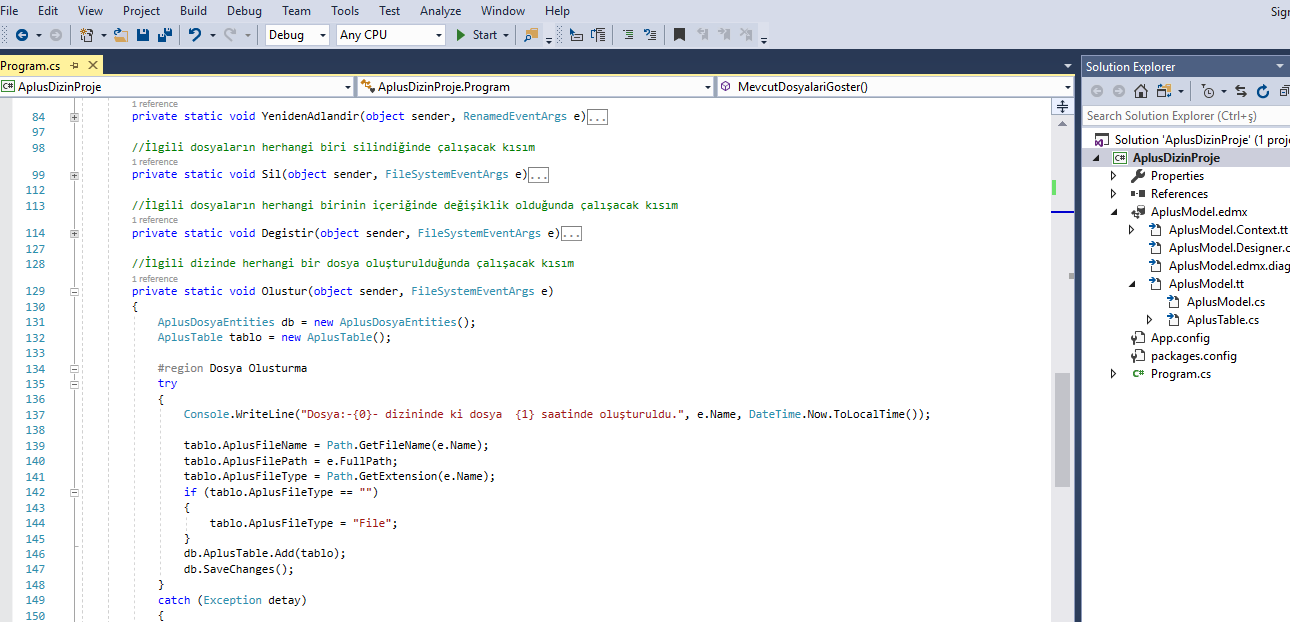 File Edit View Project Build Debug Team Tools Test Analyze Window Help
Debug Any CPU Start
Program.cs
AplusDizinProje AplusDizinProje.Program MevcutDosyalariGoster()
1 reference
84 private static void YenidenAdlandir(object sender, RenamedEventArgs e)...
97
98 //İlgili dosyaların herhangi biri silindiğinde çalışacak kısım
1 reference
99 private static void Sil(object sender, FileSystemEventArgs e)...
112
113 //İlgili dosyaların herhangi birinin içeriğinde değişiklik olduğunda çalışacak kısım
1 reference
114 private static void Degistir(object sender, FileSystemEventArgs e)...
127
128 //İlgili dizinde herhangi bir dosya oluşturulduğunda çalışacak kısım
1 reference
129 private static void Olustur(object sender, FileSystemEventArgs e)
130 {
131 AplusDosyaEntities db = new AplusDosyaEntities();
132 AplusTable tablo = new AplusTable();
133
134 #region Dosya Olusturma
135 try
136 {
137 Console.WriteLine("Dosya:-{0}- dizininde ki dosya  {1} saatinde oluşturuldu.", e.Name, DateTime.Now.ToLocalTime());
138
139 tablo.AplusFileName = Path.GetFileName(e.Name);
140 tablo.AplusFilePath = e.FullPath;
141 tablo.AplusFileType = Path.GetExtension(e.Name);
142 if (tablo.AplusFileType == "")
143 {
144 tablo.AplusFileType = "File";
145 }
146 db.AplusTable.Add(tablo);
147 db.SaveChanges();
148 }
149 catch (Exception detay)
150 {
Solution Explorer
Search Solution Explorer (Ctrl+ş)
Solution 'AplusDizinProje' (1 proj
C# AplusDizinProje
Properties
References
AplusModel.edmx
AplusModel.Context.tt
AplusModel.Designer.c
AplusModel.edmx.diag
AplusModel.tt
AplusModel.cs
AplusTable.cs
App.config
packages.config
C# Program.cs